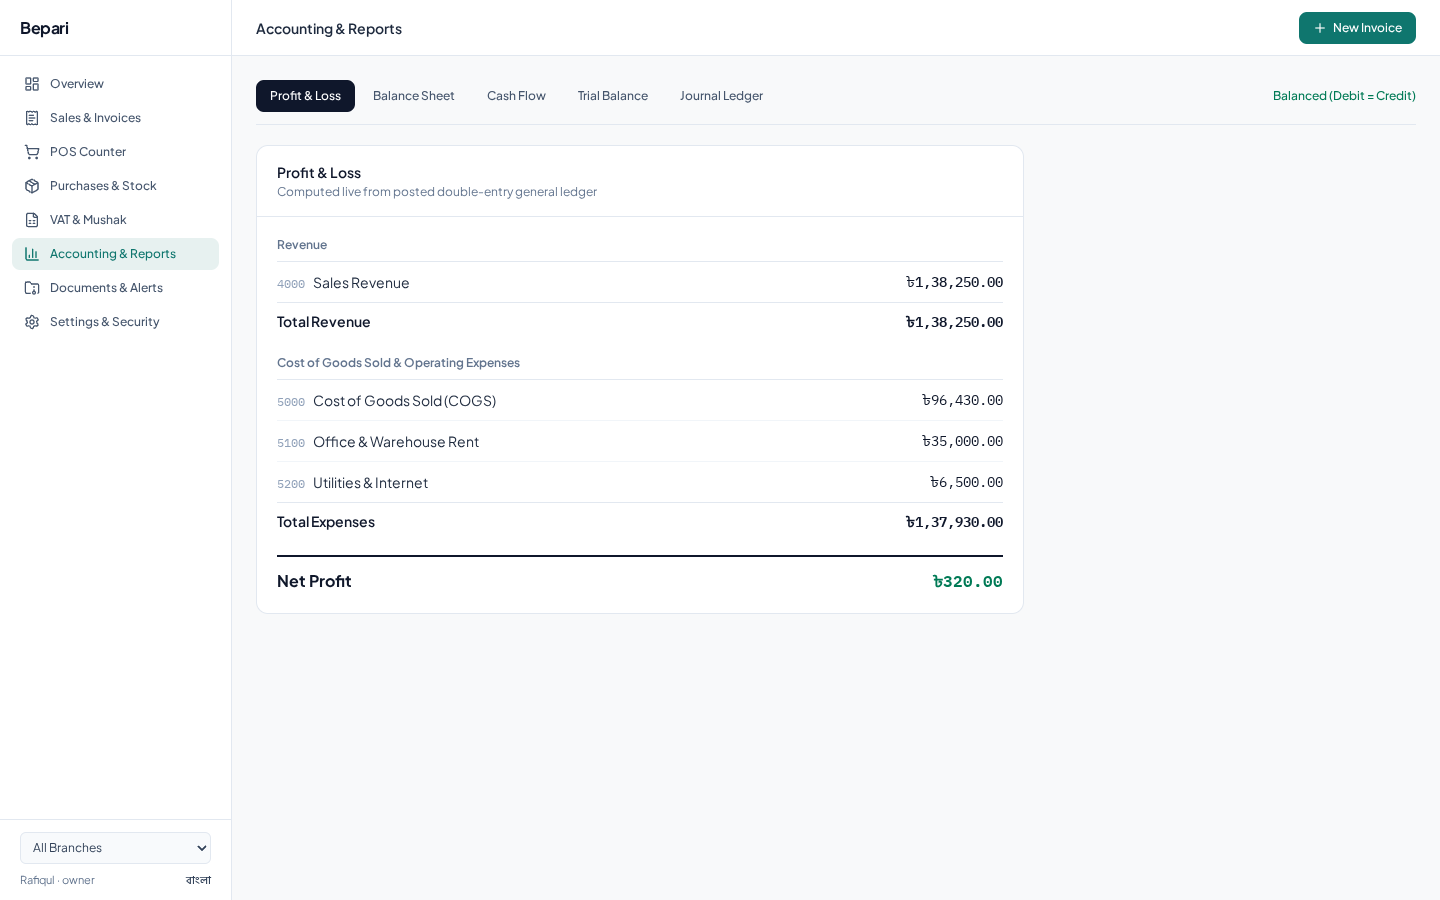 Bepari
Accounting & Reports
New Invoice
Overview
Sales & Invoices
POS Counter
Purchases & Stock
VAT & Mushak
Accounting & Reports
Documents & Alerts
Settings & Security
Profit & Loss
Balance Sheet
Cash Flow
Trial Balance
Journal Ledger
Balanced (Debit = Credit)
Profit & Loss
Computed live from posted double-entry general ledger
Revenue
4000 Sales Revenue ৳1,38,250.00
Total Revenue ৳1,38,250.00
Cost of Goods Sold & Operating Expenses
5000 Cost of Goods Sold (COGS) ৳96,430.00
5100 Office & Warehouse Rent ৳35,000.00
5200 Utilities & Internet ৳6,500.00
Total Expenses ৳1,37,930.00
Net Profit ৳320.00
All Branches
Rafiqul · owner বাংলা